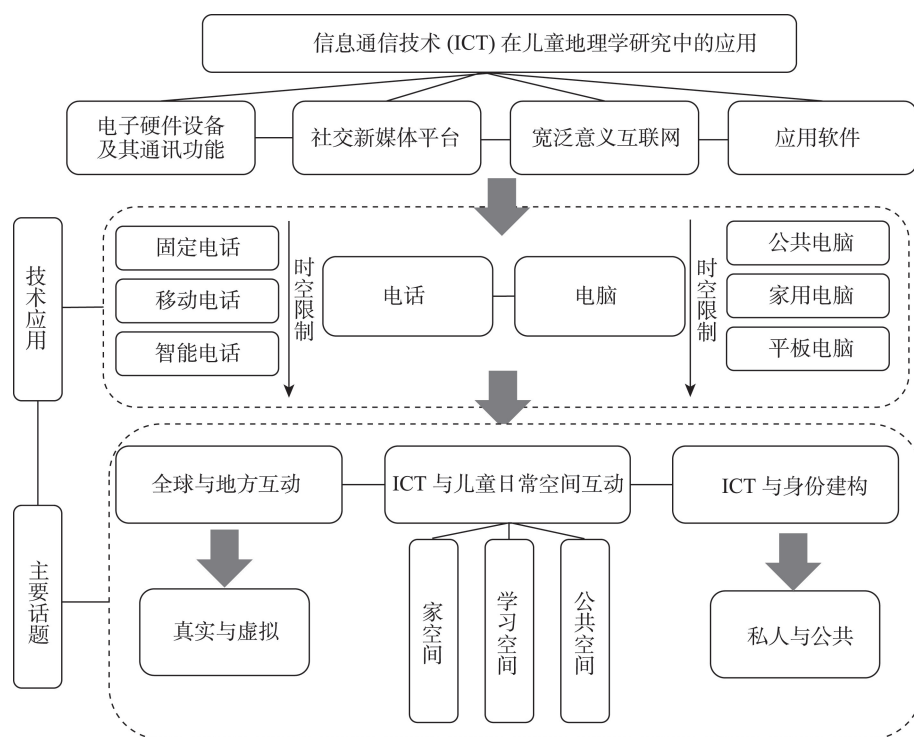 信息通信技术 (ICT) 在儿童地理学研究中的应用
电子硬件设备
及其通讯功能
社交新媒体平台
宽泛意义互联网
应用软件
技术应用
固定电话
移动电话
智能电话
时空限制
电话
电脑
时空限制
公共电脑
家用电脑
平板电脑
主要话题
全球与地方互动
ICT 与儿童日常空间互动
ICT 与身份建构
真实与虚拟
家空间
学习空间
公共空间
私人与公共